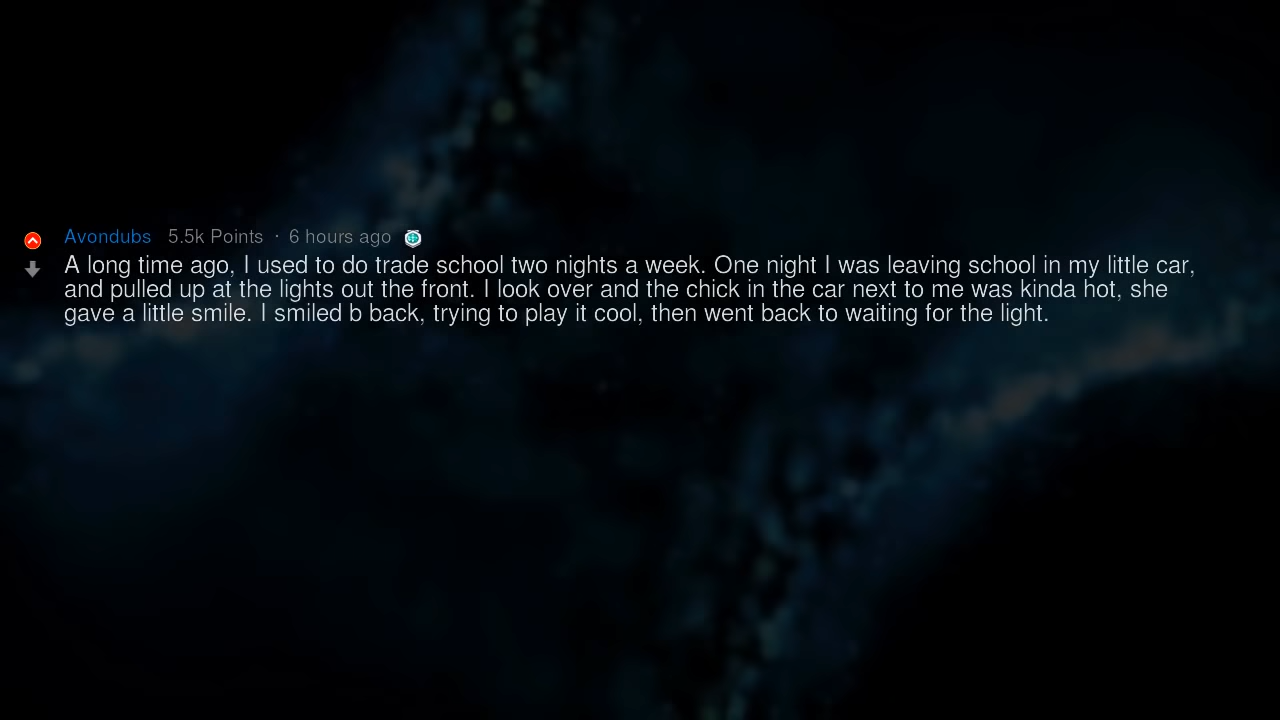 Avondubs 5.5k Points · 6 hours ago
A long time ago, I used to do trade school two nights a week. One night I was leaving school in my little car,
and pulled up at the lights out the front. I look over and the chick in the car next to me was kinda hot, she
gave a little smile. I smiled b back, trying to play it cool, then went back to waiting for the light.